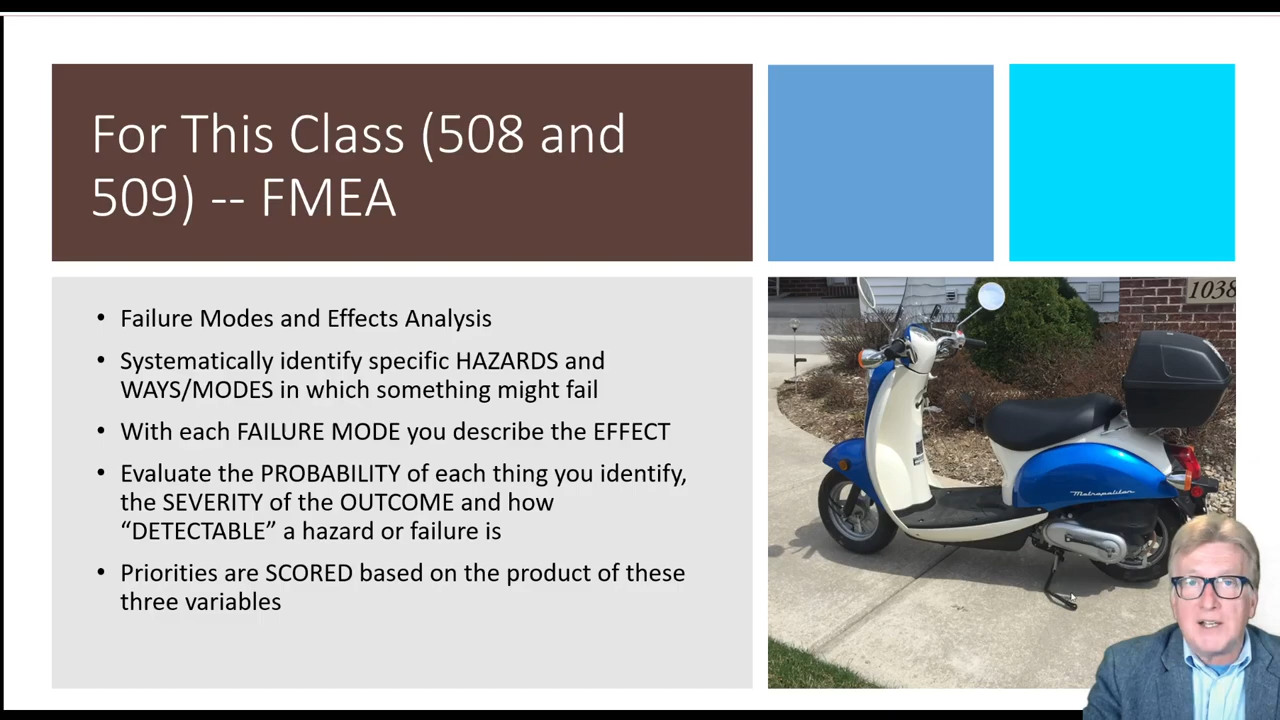 For This Class (508 and
509) -- FMEA
• Failure Modes and Effects Analysis
• Systematically identify specific HAZARDS and
WAYS/MODES in which something might fail
• With each FAILURE MODE you describe the EFFECT
• Evaluate the PROBABILITY of each thing you identify,
the SEVERITY of the OUTCOME and how
“DETECTABLE” a hazard or failure is
• Priorities are SCORED based on the product of these
three variables
1038
Metropolitan